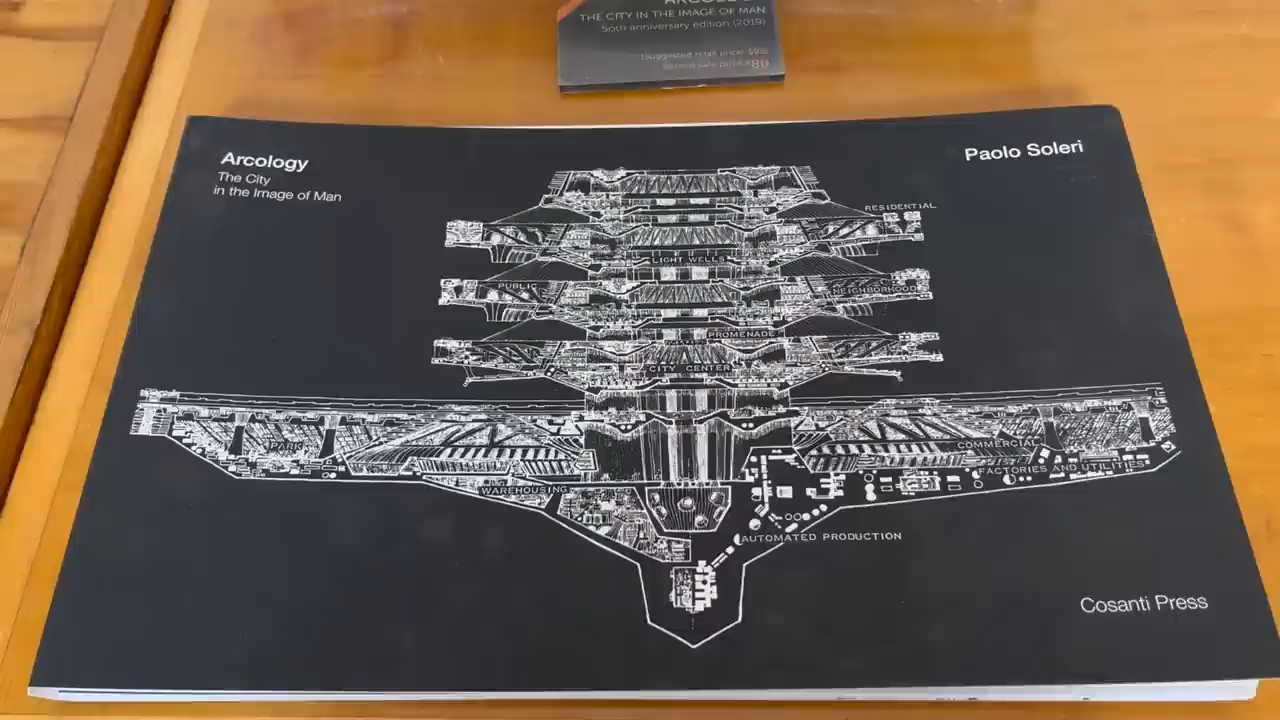 THE CITY IN THE IMAGE OF MAN
50th anniversary edition (2019)
Arcology
The City
in the Image of Man
Paolo Soleri
RESIDENTIAL
LIGHT WELLS
PUBLIC
NEIGHBORHOOD
PROMENADE
CITY CENTER
PARK
COMMERCIAL
FACTORIES AND UTILITIES
WAREHOUSING
AUTOMATED PRODUCTION
Cosanti Press